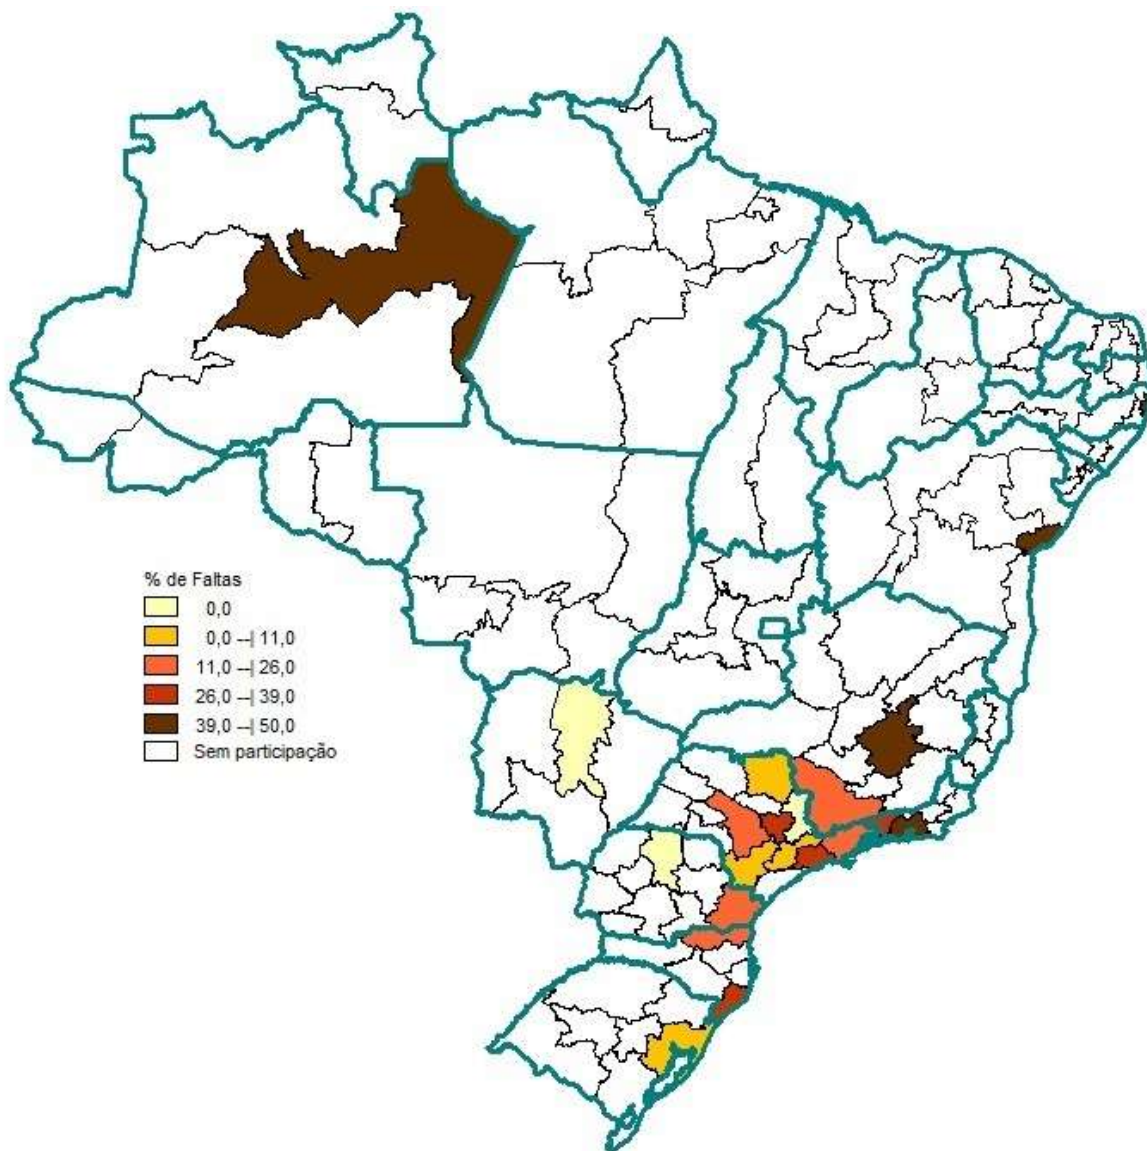 % de Faltas
0,0
0,0 --| 11,0
11,0 --| 26,0
26,0 --| 39,0
39,0 --| 50,0
Sem participação